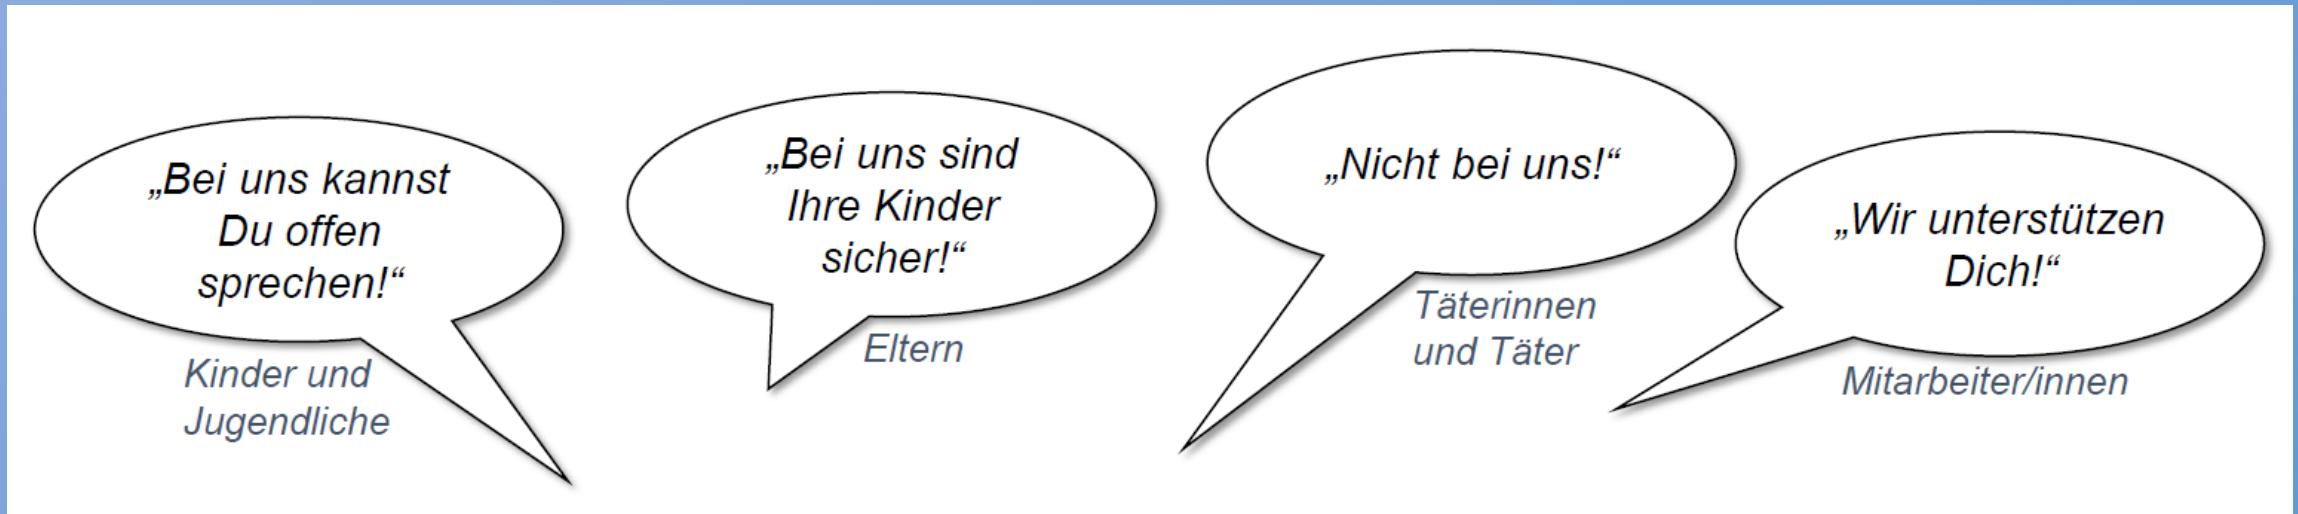 „Bei uns kannst
Du offen
sprechen!“
Kinder und
Jugendliche
„Bei uns sind
Ihre Kinder
sicher!“
Eltern
„Nicht bei uns!“
Täterinnen
und Täter
„Wir unterstützen
Dich!“
Mitarbeiter/innen